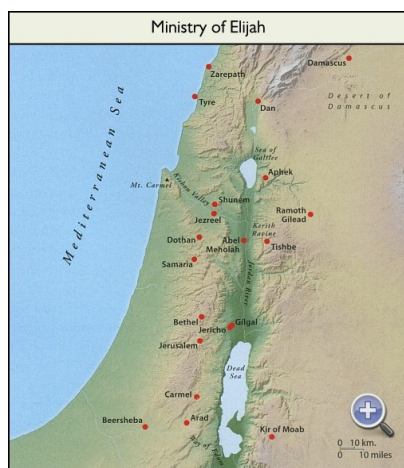 Ministry of Elijah
Damascus
Zarepath
Desert of
Damascus
Tyre
Dan
Mediterranean Sea
Sea of
Galilee
Aphek
Mt. Carmel
Kishon Valley
Shunem
Jezreel
Ramoth
Gilead
Kerith
Ravine
Dothan
Abel
Meholah
Tishbe
Samaria
Jordan River
Bethel
Gilgal
Jericho
Jerusalem
Dead
Sea
Carmel
Arad
Beersheba
Kir of Moab
Way of
0 10 km.
0 10 miles